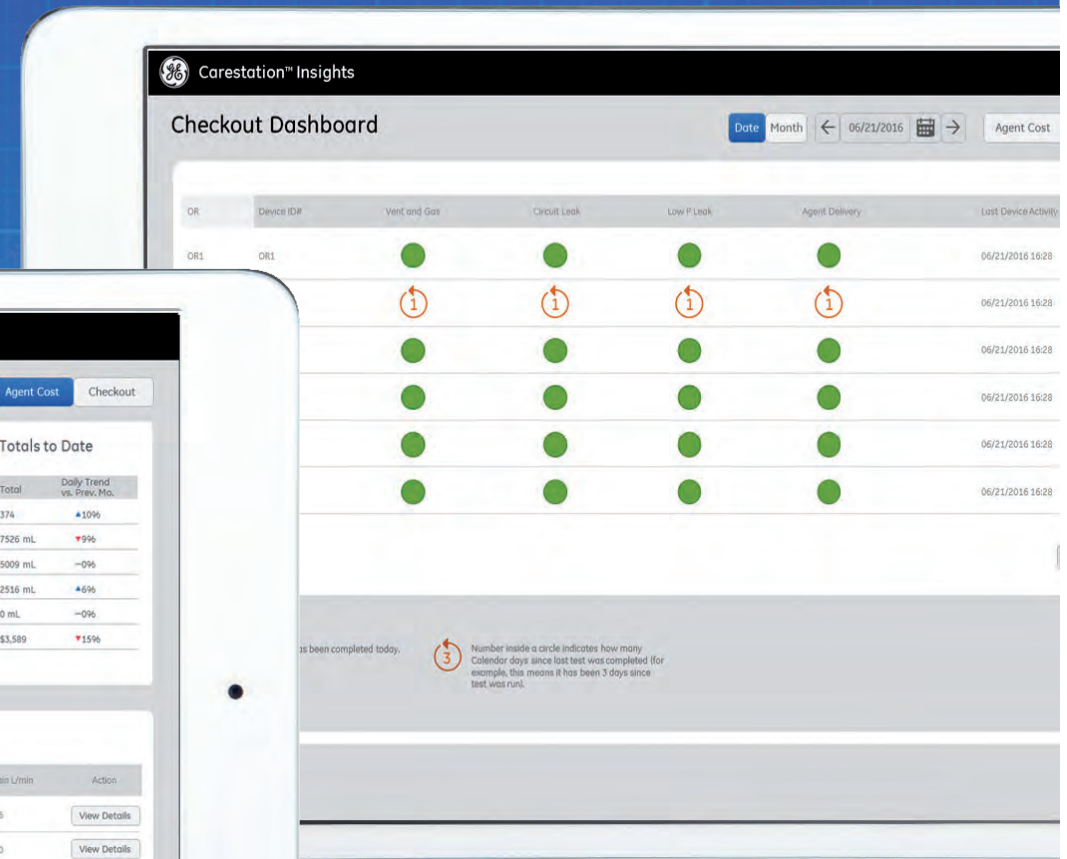 Carestation™ Insights
Checkout Dashboard
Date Month 06/21/2016 Agent Cost
OR Device ID# Vent and Gas Circuit Leak Low P Leak Agent Delivery Last Device Activity
OR1 OR1 06/21/2016 16:28
1 1 1 1 06/21/2016 16:28
06/21/2016 16:28
06/21/2016 16:28
06/21/2016 16:28
06/21/2016 16:28
been completed today.
3
Number inside a circle indicates how many
Calendar days since last test was completed (for
example, this means it has been 3 days since
test was run).
Agent Cost Checkout
Totals to Date
Total Daily Trend
vs. Prev. Mo.
374 ▲10%
7526 mL ▼9%
5009 mL —0%
2516 mL ▲6%
0 mL —0%
$3,589 ▼15%
L/min Action
View Details
View Details